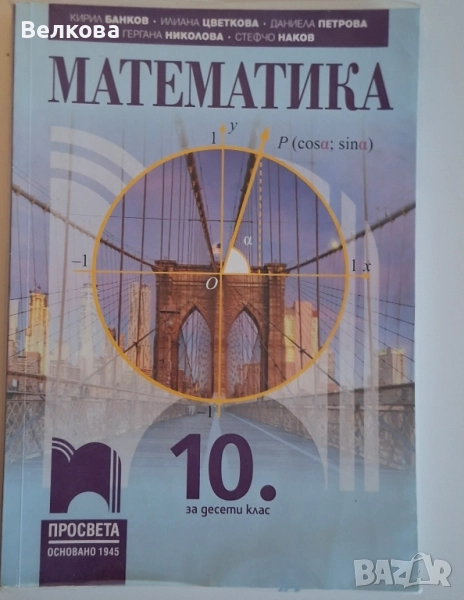 КИРИЛ БАНКОВ • ИЛИАНА ЦВЕТКОВА • ДАНИЕЛА ПЕТРОВА
Велкова
ГЕРГАНА НИКОЛОВА • СТЕФЧО НАКОВ
МАТЕМАТИКА
1 y
P (cosα; sinα)
α
–1
O
1 x
–1
10.
за десети клас
ПРОСВЕТА
ОСНОВАНО 1945
BAZAR